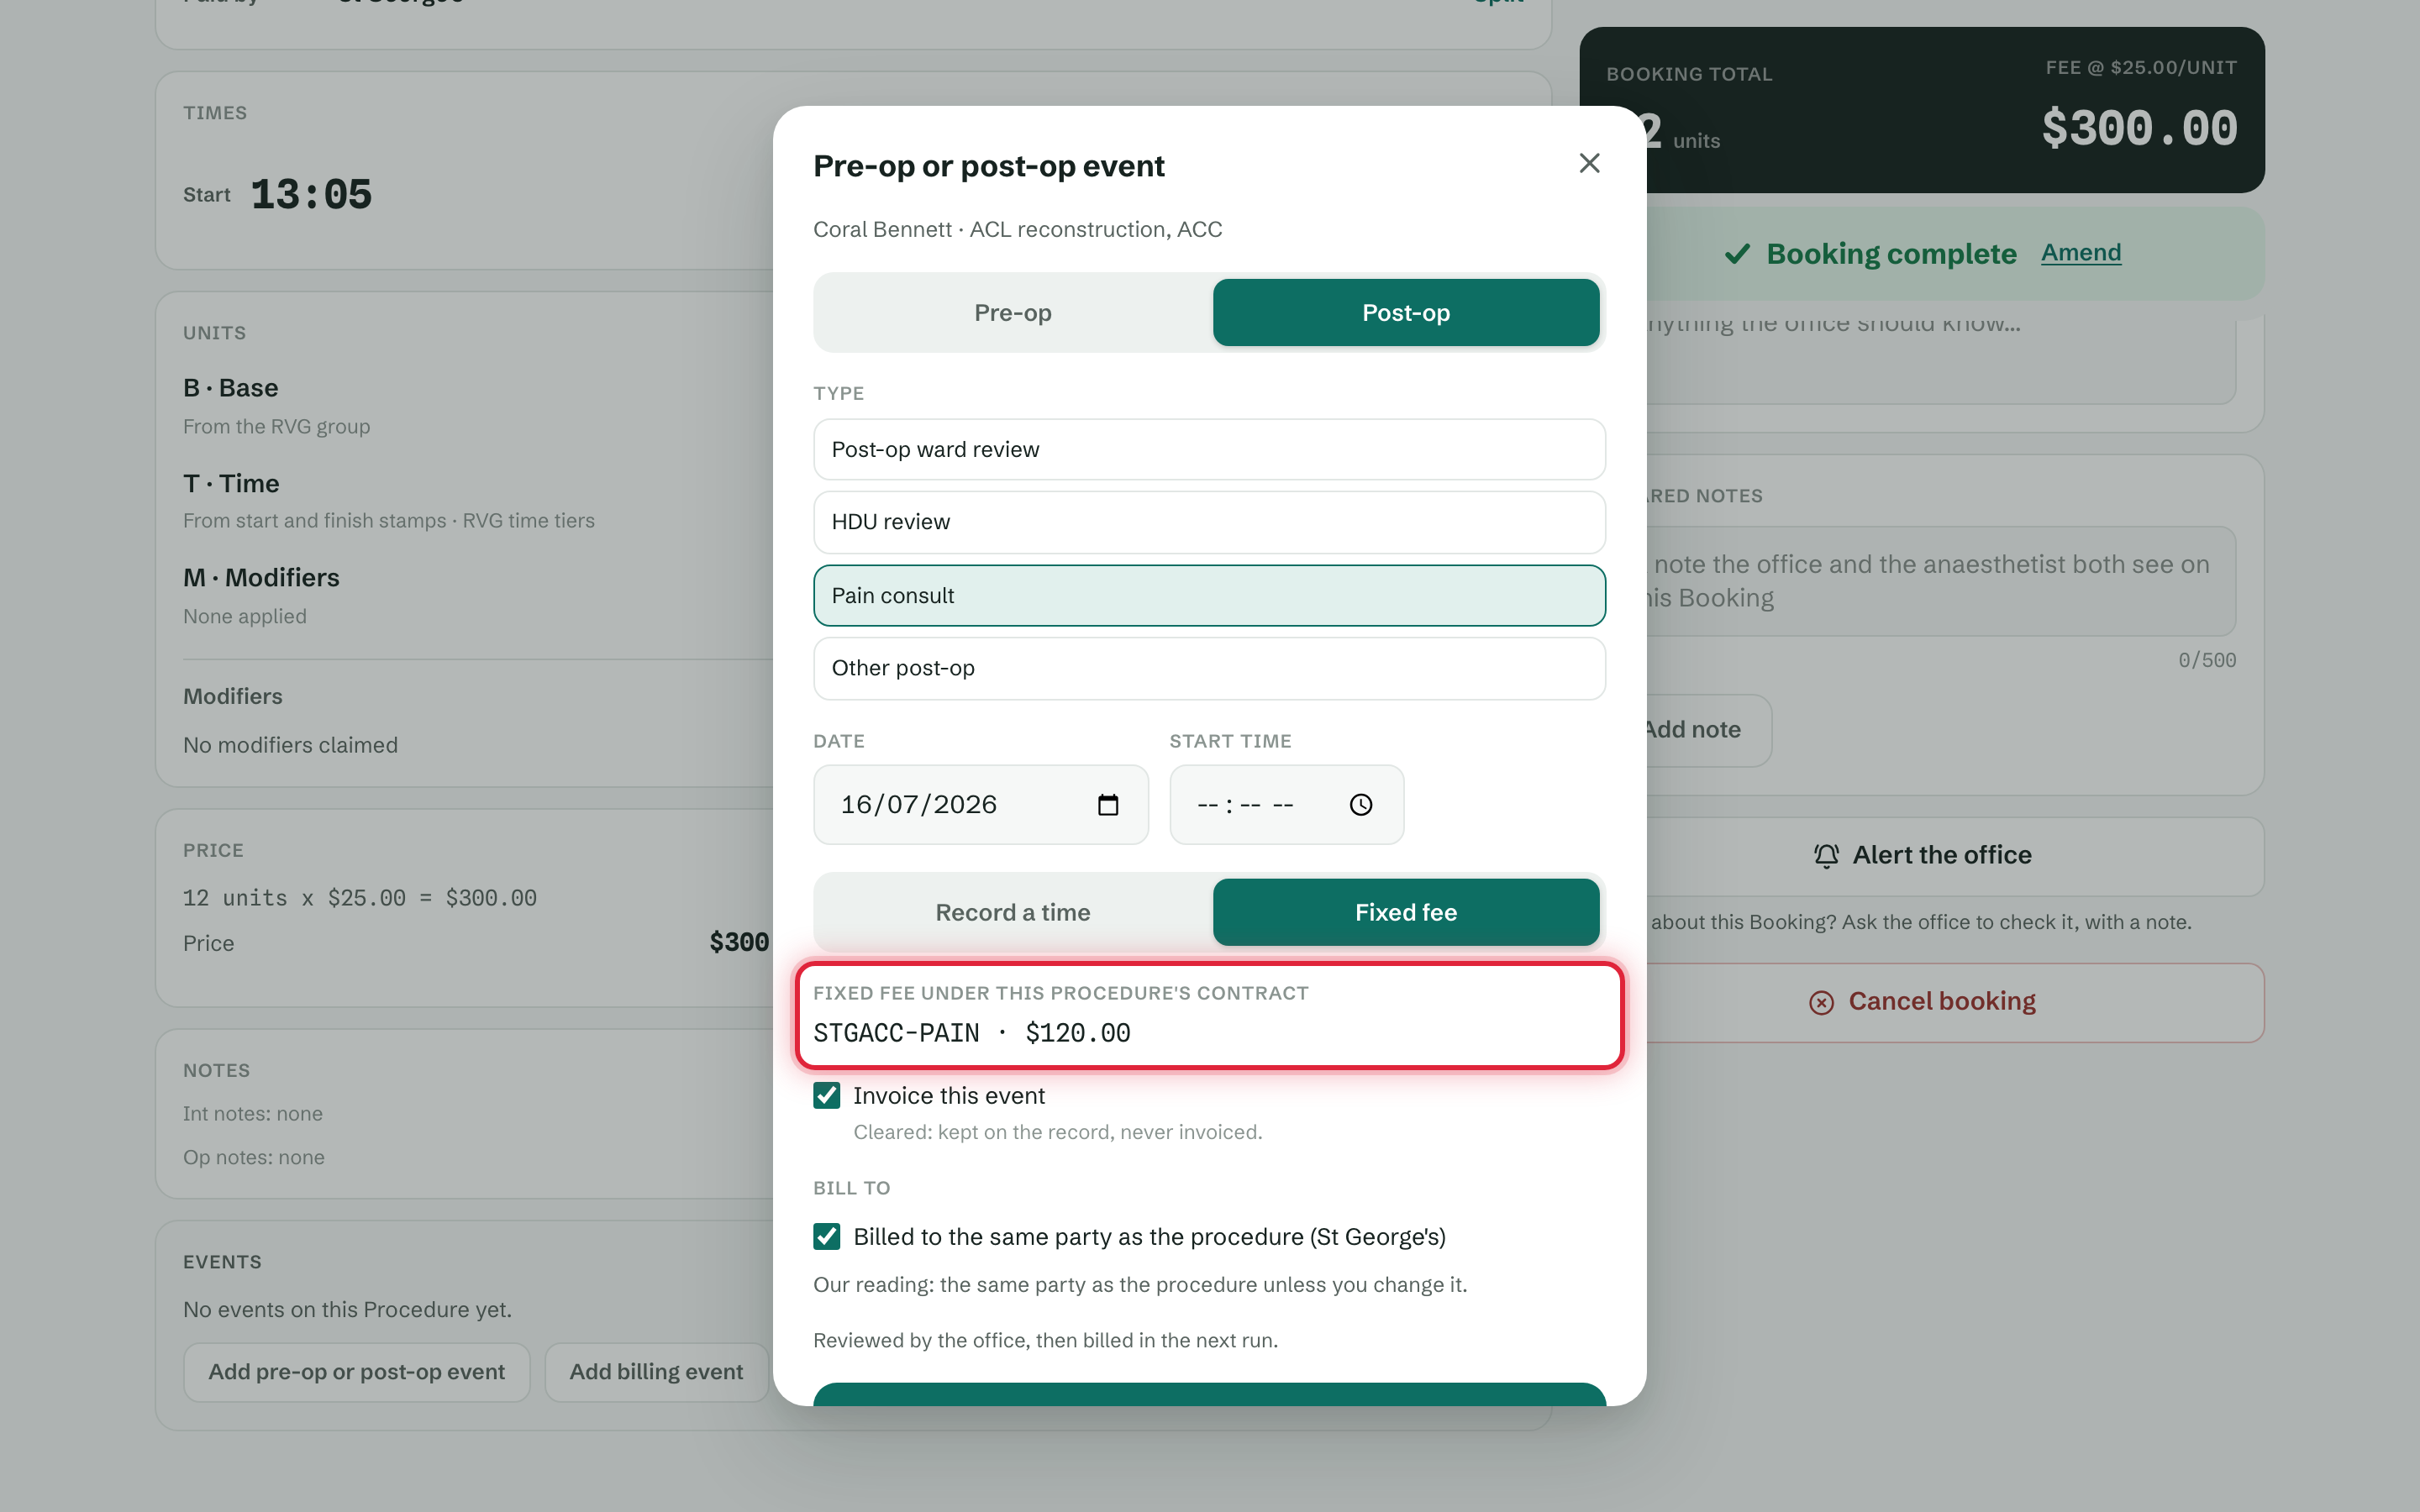 TIMES
Start 13:05
UNITS
B · Base
From the RVG group
T · Time
From start and finish stamps · RVG time tiers
M · Modifiers
None applied
Modifiers
No modifiers claimed
PRICE
12 units x $25.00 = $300.00
Price $300
NOTES
Int notes: none
Op notes: none
EVENTS
No events on this Procedure yet.
Add pre-op or post-op event
Add billing event
Pre-op or post-op event
Coral Bennett · ACL reconstruction, ACC
Pre-op
Post-op
TYPE
Post-op ward review
HDU review
Pain consult
Other post-op
DATE
START TIME
16/07/2026
-- : -- --
Record a time
Fixed fee
FIXED FEE UNDER THIS PROCEDURE'S CONTRACT
STGACC-PAIN · $120.00
Invoice this event
Cleared: kept on the record, never invoiced.
BILL TO
Billed to the same party as the procedure (St George's)
Our reading: the same party as the procedure unless you change it.
Reviewed by the office, then billed in the next run.
BOOKING TOTAL
FEE @ $25.00/UNIT
2 units
$300.00
Booking complete
Amend
the office should know...
NOTES
note the office and the anaesthetist both see on
Booking
0/500
Add note
Alert the office
about this Booking? Ask the office to check it, with a note.
Cancel booking